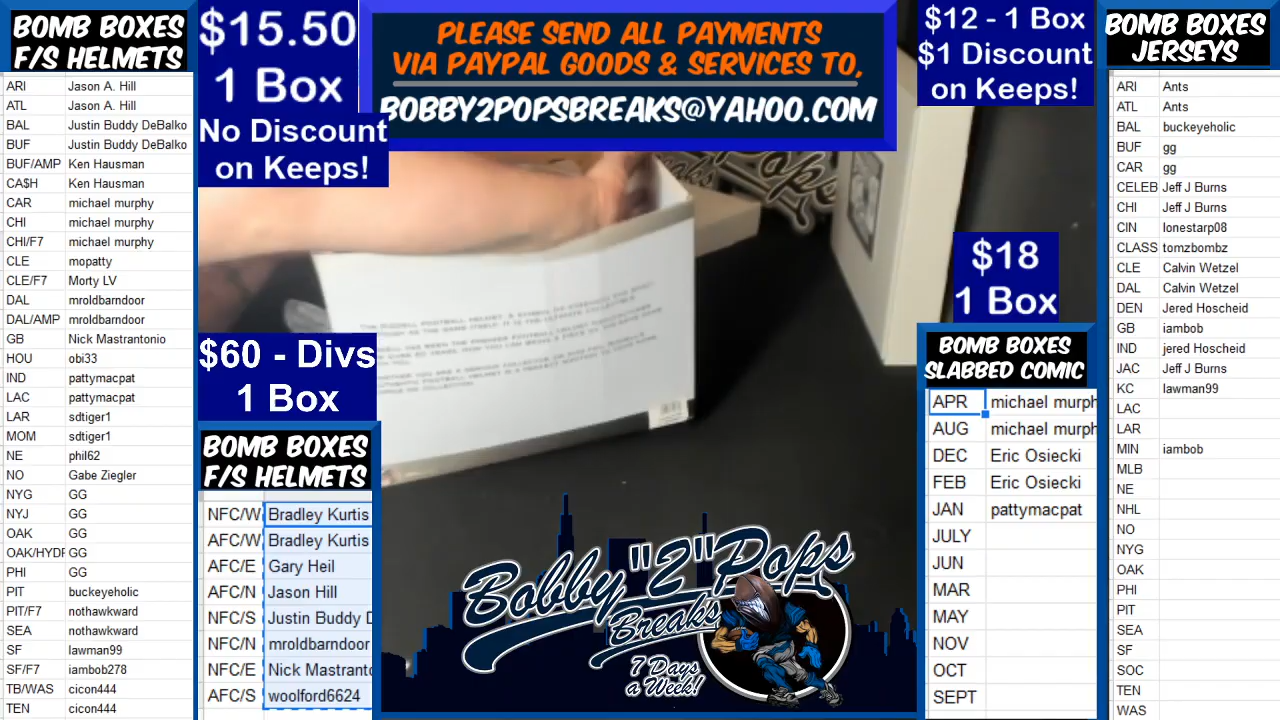 BOMB BOXES
F/S HELMETS
ARI Jason A. Hill
ATL Jason A. Hill
BAL Justin Buddy DeBalko
BUF Justin Buddy DeBalko
BUF/AMP Ken Hausman
CA$H Ken Hausman
CAR michael murphy
CHI michael murphy
CHI/F7 michael murphy
CLE mopatty
CLE/F7 Morty LV
DAL mroldbarndoor
DAL/AMP mroldbarndoor
GB Nick Mastrantonio
HOU obi33
IND pattymacpat
LAC pattymacpat
LAR sdtiger1
MOM sdtiger1
NE phil62
NO Gabe Ziegler
NYG GG
NYJ GG
OAK GG
OAK/HYDF GG
PHI GG
PIT buckeyeholic
PIT/F7 nothawkward
SEA nothawkward
SF lawman99
SF/F7 iambob278
TB/WAS cicon444
TEN cicon444
$15.50
1 Box
No Discount
on Keeps!
$60 - Divs
1 Box
BOMB BOXES
F/S HELMETS
NFC/W Bradley Kurtis
AFC/W Bradley Kurtis
AFC/E Gary Heil
AFC/N Jason Hill
NFC/S Justin Buddy D
NFC/N mroldbarndoor
NFC/E Nick Mastranto
AFC/S woolford6624
PLEASE SEND ALL PAYMENTS
VIA PAYPAL GOODS & SERVICES TO,
BOBBY2POPSBREAKS@YAHOO.COM
Pops
Bobby "2" Pops
Breaks
7 Days
a Week!
$12 - 1 Box
$1 Discount
on Keeps!
$18
1 Box
BOMB BOXES
SLABBED COMIC
APR michael murph
AUG michael murph
DEC Eric Osiecki
FEB Eric Osiecki
JAN pattymacpat
JULY
JUN
MAR
MAY
NOV
OCT
SEPT
BOMB BOXES
JERSEYS
ARI Ants
ATL Ants
BAL buckeyeholic
BUF gg
CAR gg
CELEB Jeff J Burns
CHI Jeff J Burns
CIN lonestarp08
CLASS tomzbombz
CLE Calvin Wetzel
DAL Calvin Wetzel
DEN Jered Hoscheid
GB iambob
IND jered Hoscheid
JAC Jeff J Burns
KC lawman99
LAC
LAR
MIN iambob
MLB
NE
NHL
NO
NYG
OAK
PHI
PIT
SEA
SF
SOC
TEN
WAS